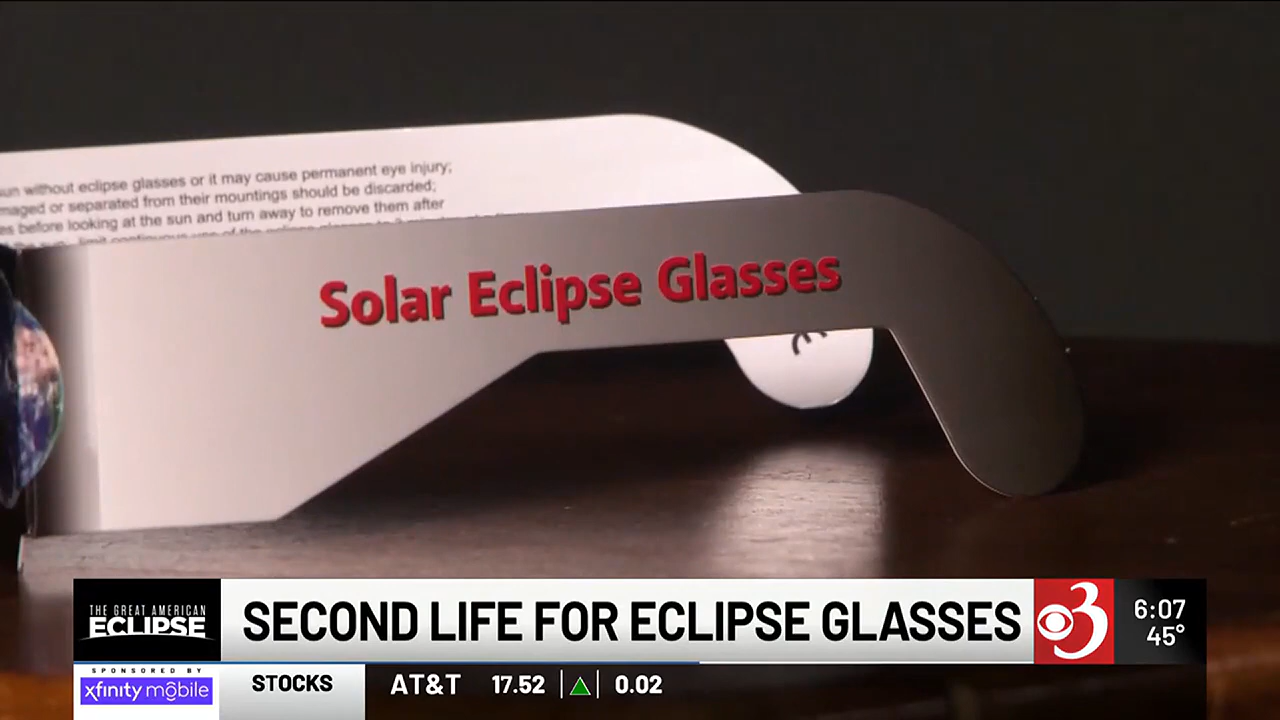 sun without eclipse glasses or it may cause permanent eye injury;
maged or separated from their mountings should be discarded;
es before looking at the sun and turn away to remove them after
Solar Eclipse Glasses
THE GREAT AMERICAN
ECLIPSE
SECOND LIFE FOR ECLIPSE GLASSES
3
6:07
45°
SPONSORED BY
xfinity mobile
STOCKS
AT&T 17.52 0.02